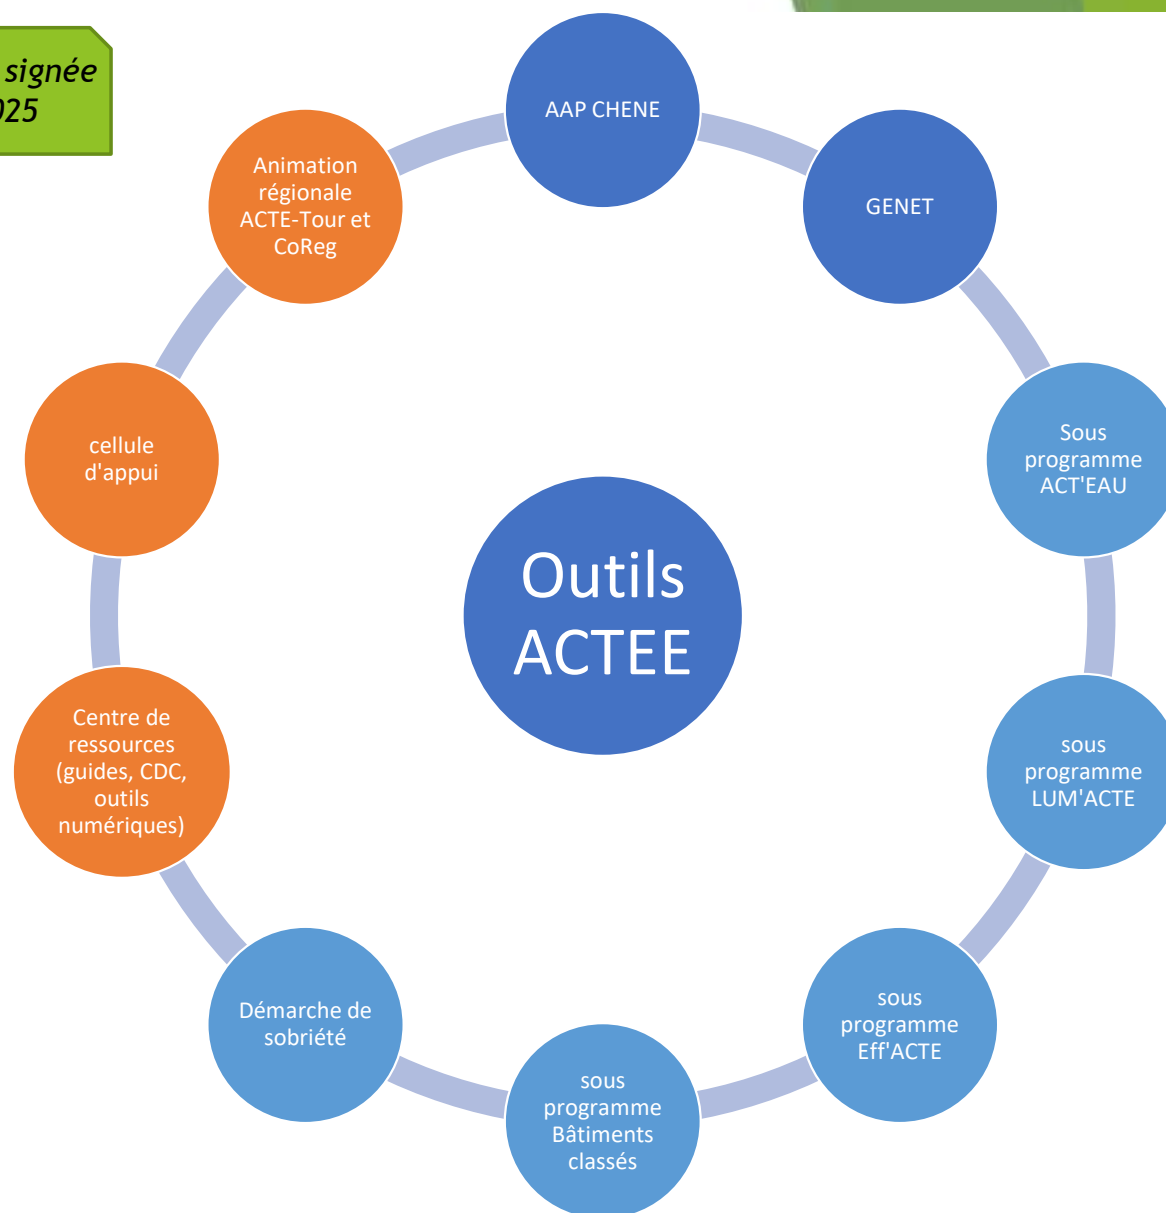 signée
AAP CHENE
GENET
Sous
programme
ACT'EAU
sous
programme
LUM'ACTE
sous
programme
Eff'ACTE
sous
programme
Bâtiments
classés
Démarche de
sobriété
Centre de
ressources
(guides, CDC,
outils
numériques)
cellule
d'appui
Animation
régionale
ACTE-Tour et
CoReg
Outils
ACTEE